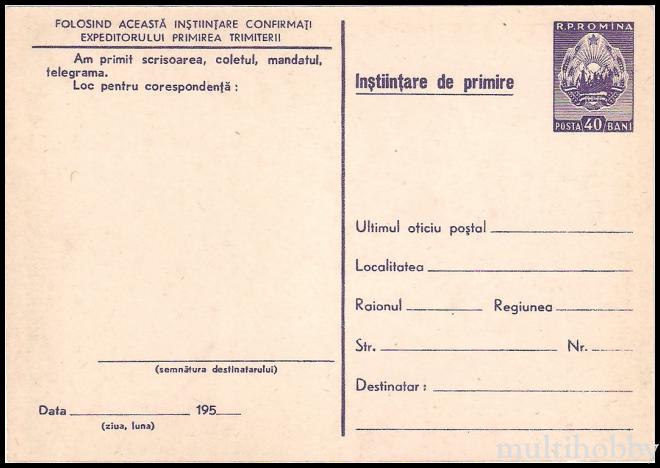 FOLOSIND ACEASTĂ INȘTIINȚARE CONFIRMAȚI
EXPEDITORULUI PRIMIREA TRIMITERII
Am primit scrisoarea, coletul, mandatul,
telegrama.
Loc pentru corespondență :
(semnătura destinatarului)
Data 195
(ziua, luna)
R.P.ROMINA
POSTA 40 BANI
Inștiințare de primire
Ultimul oficiu poștal
Localitatea
Raionul Regiunea
Str. Nr.
Destinatar :
multihobby